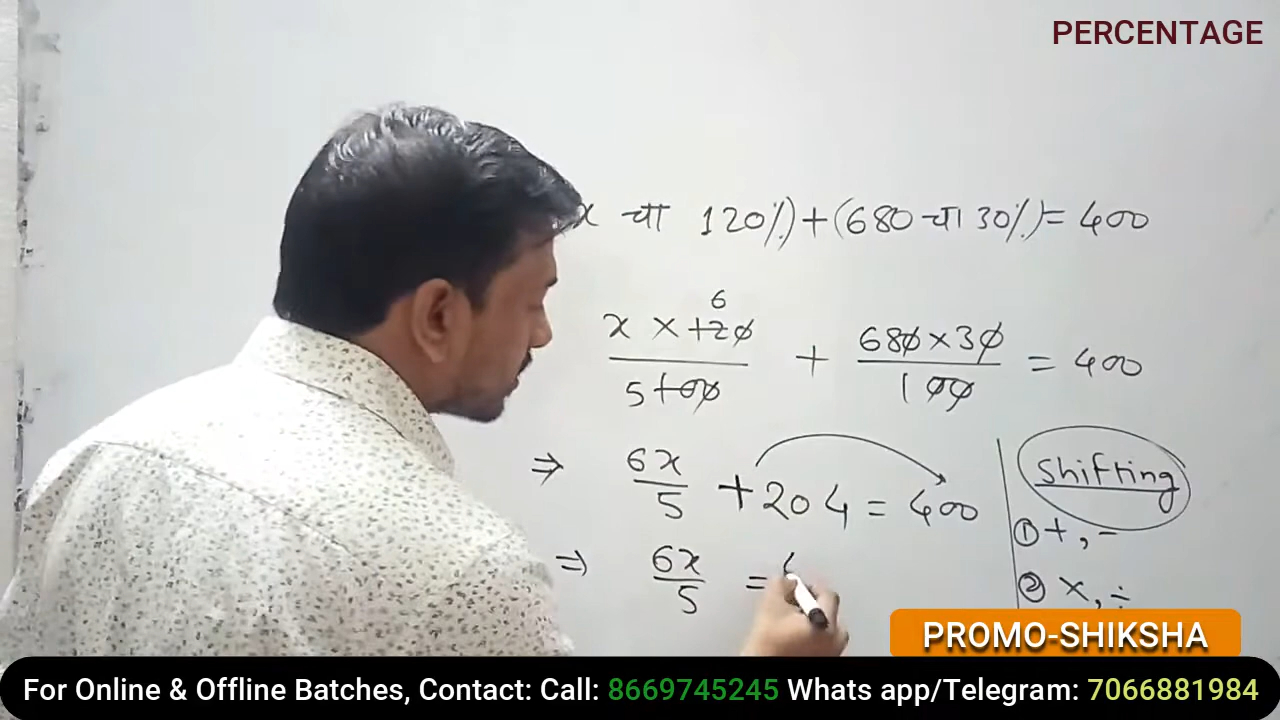 PERCENTAGE
x चा 120%)+(680 चा 30%)=400
6
x × 120 + 680×30 = 400
5 100 100
⇒ 6x/5 + 204 = 400
Shifting
① +, -
⇒ 6x/5 =
② ×, ÷
PROMO-SHIKSHA
For Online & Offline Batches, Contact: Call: 8669745245 Whats app/Telegram: 7066881984